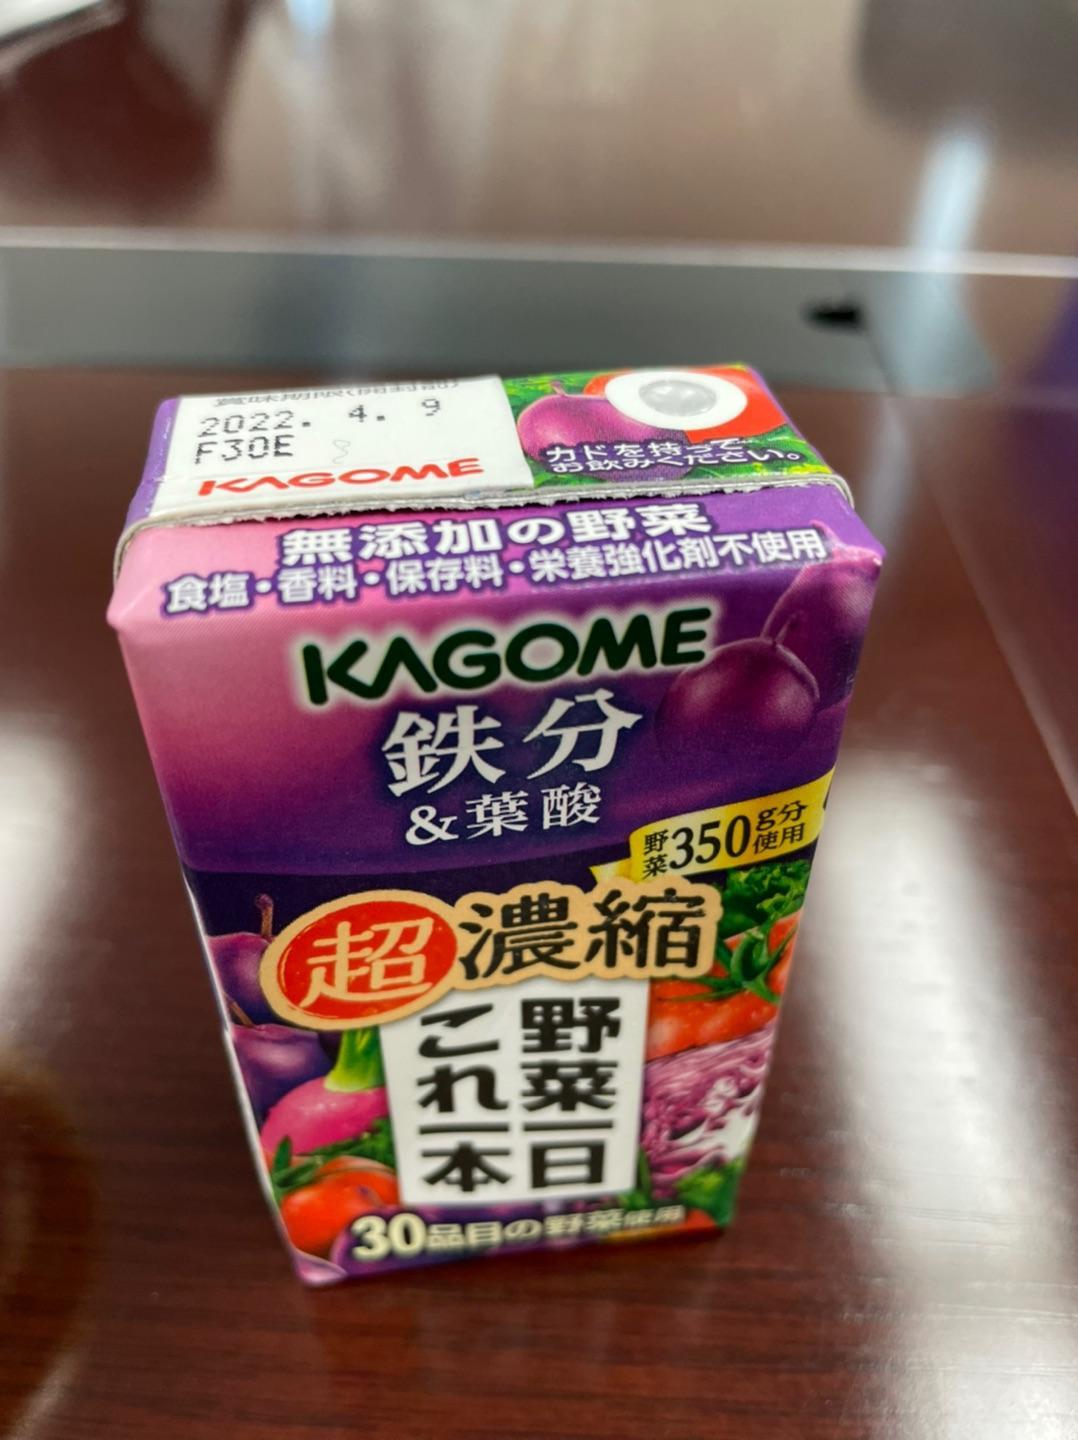 賞味期限(開封前)
2022. 4. 9
F30E
KAGOME
カドを持って
お飲みください。
無添加の野菜
食塩・香料・保存料・栄養強化剤不使用
KAGOME
鉄分
&葉酸
野菜350g分使用
超濃縮
野菜一日
これ一本
30品目の野菜使用